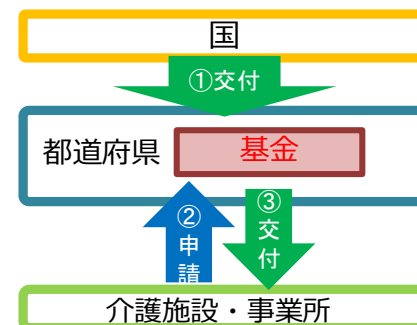 国
①交付
都道府県
基金
②申請
③交付
介護施設・事業所